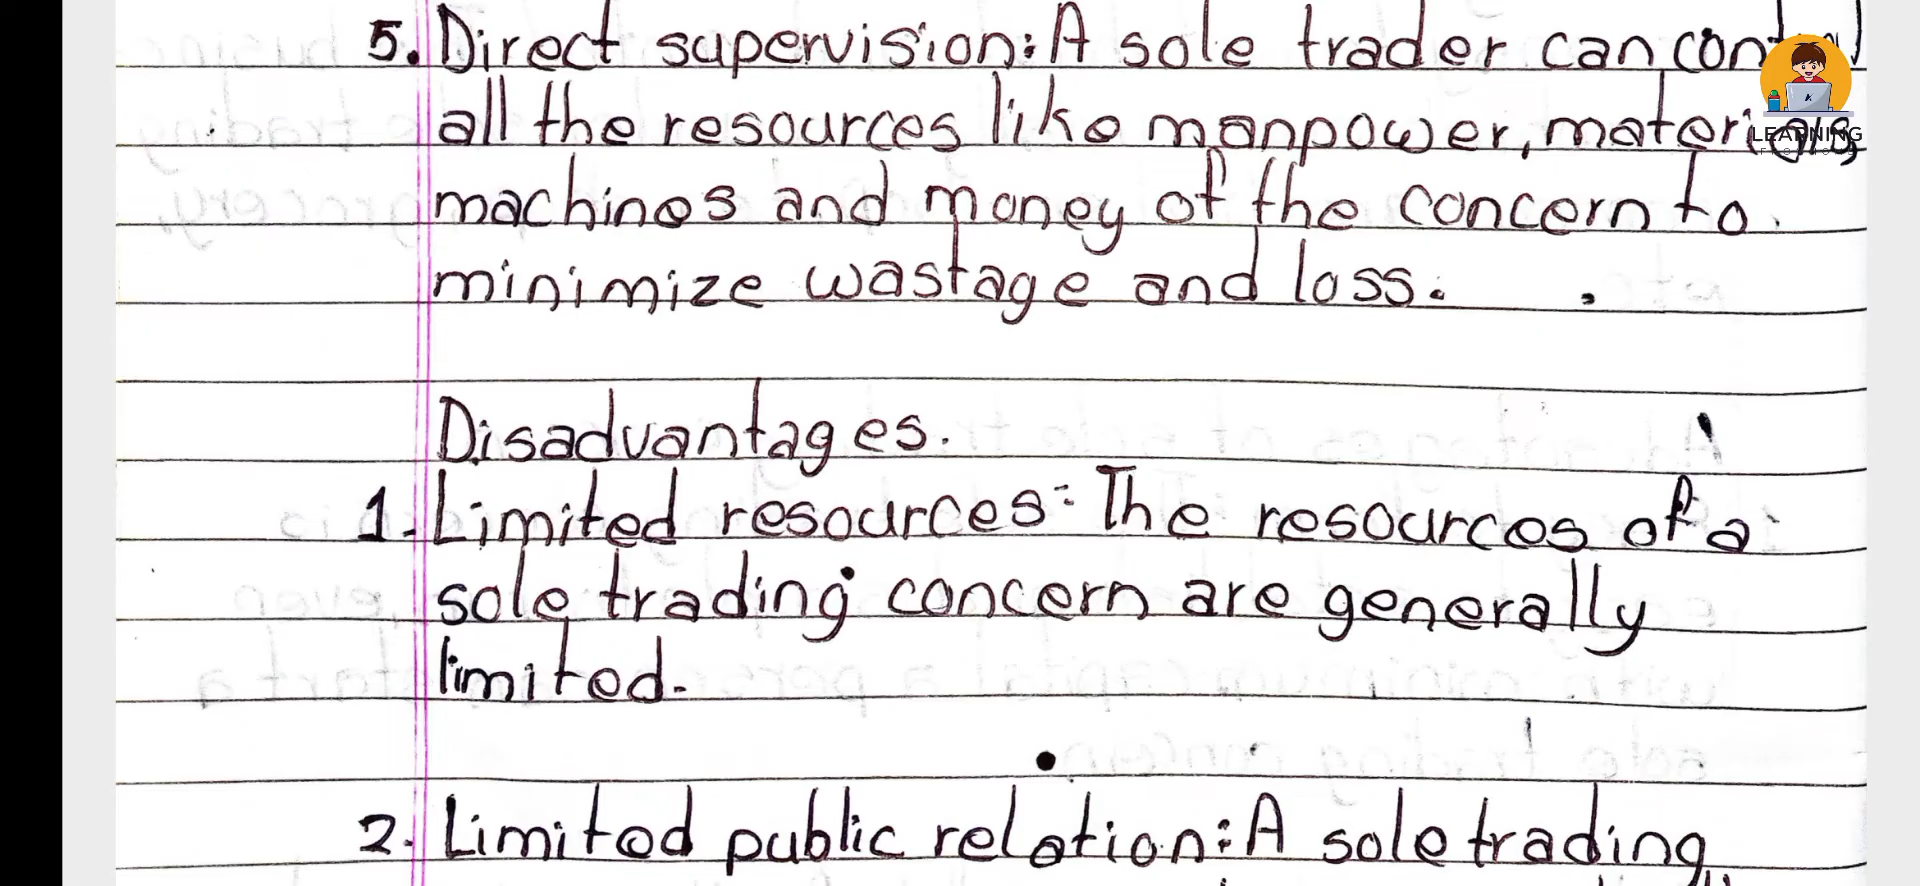 5. Direct supervision: A sole trader can control
all the resources like manpower, materials,
machines and money of the concern to
minimize wastage and loss.
Disadvantages.
1. Limited resources: The resources of a
sole trading concern are generally
limited.
2. Limited public relation: A sole trading
LEARNING